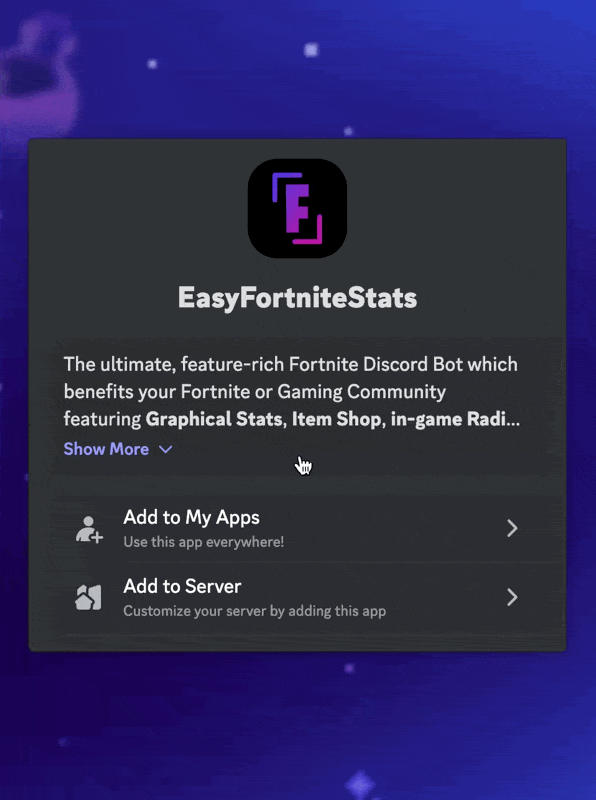 F
EasyFortniteStats
The ultimate, feature-rich Fortnite Discord Bot which
benefits your Fortnite or Gaming Community
featuring Graphical Stats, Item Shop, in-game Radi...
Show More
Add to My Apps
Use this app everywhere!
Add to Server
Customize your server by adding this app